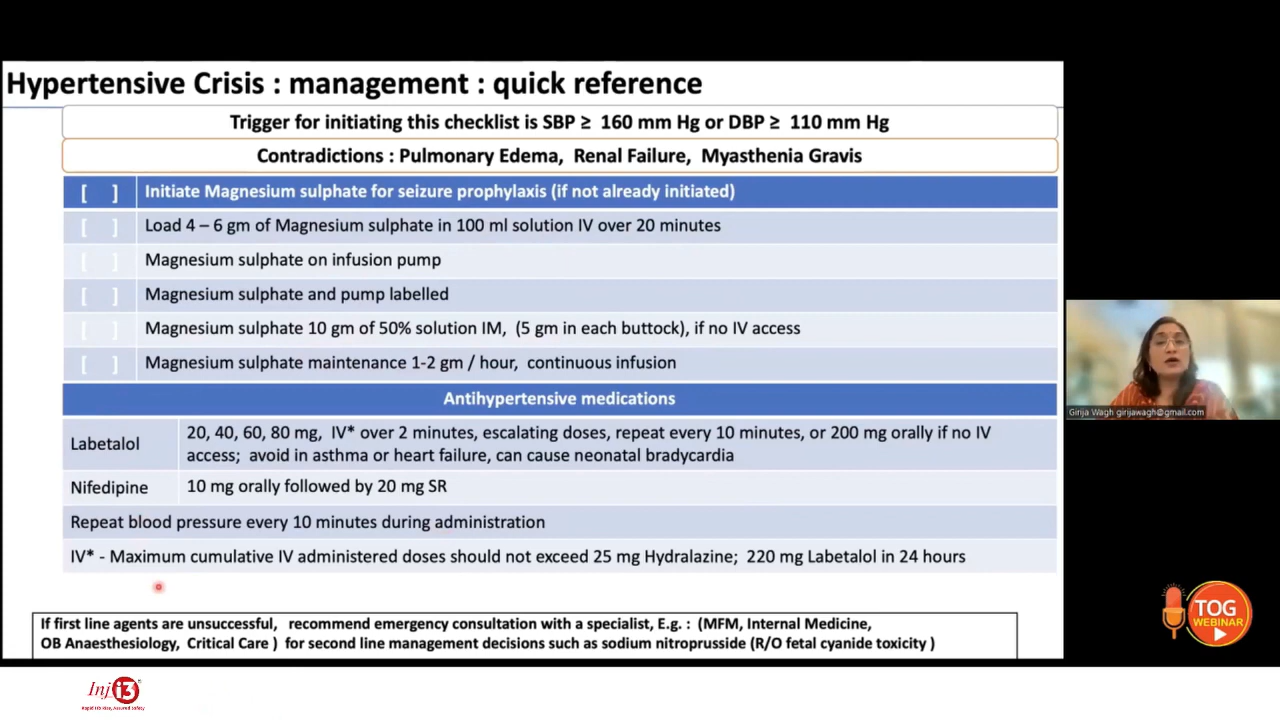 Hypertensive Crisis : management : quick reference
Trigger for initiating this checklist is SBP ≥ 160 mm Hg or DBP ≥ 110 mm Hg
Contradictions : Pulmonary Edema, Renal Failure, Myasthenia Gravis
[ ] Initiate Magnesium sulphate for seizure prophylaxis (if not already initiated)
[ ] Load 4 – 6 gm of Magnesium sulphate in 100 ml solution IV over 20 minutes
[ ] Magnesium sulphate on infusion pump
[ ] Magnesium sulphate and pump labelled
[ ] Magnesium sulphate 10 gm of 50% solution IM, (5 gm in each buttock), if no IV access
[ ] Magnesium sulphate maintenance 1-2 gm / hour, continuous infusion
Antihypertensive medications
Labetalol
20, 40, 60, 80 mg, IV* over 2 minutes, escalating doses, repeat every 10 minutes, or 200 mg orally if no IV
access; avoid in asthma or heart failure, can cause neonatal bradycardia
Nifedipine
10 mg orally followed by 20 mg SR
Repeat blood pressure every 10 minutes during administration
IV* - Maximum cumulative IV administered doses should not exceed 25 mg Hydralazine; 220 mg Labetalol in 24 hours
If first line agents are unsuccessful, recommend emergency consultation with a specialist, E.g. : (MFM, Internal Medicine,
OB Anaesthesiology, Critical Care ) for second line management decisions such as sodium nitroprusside (R/O fetal cyanide toxicity )
Girija Wagh girijawagh@gmail.com
TOG
WEBINAR
Inj i3